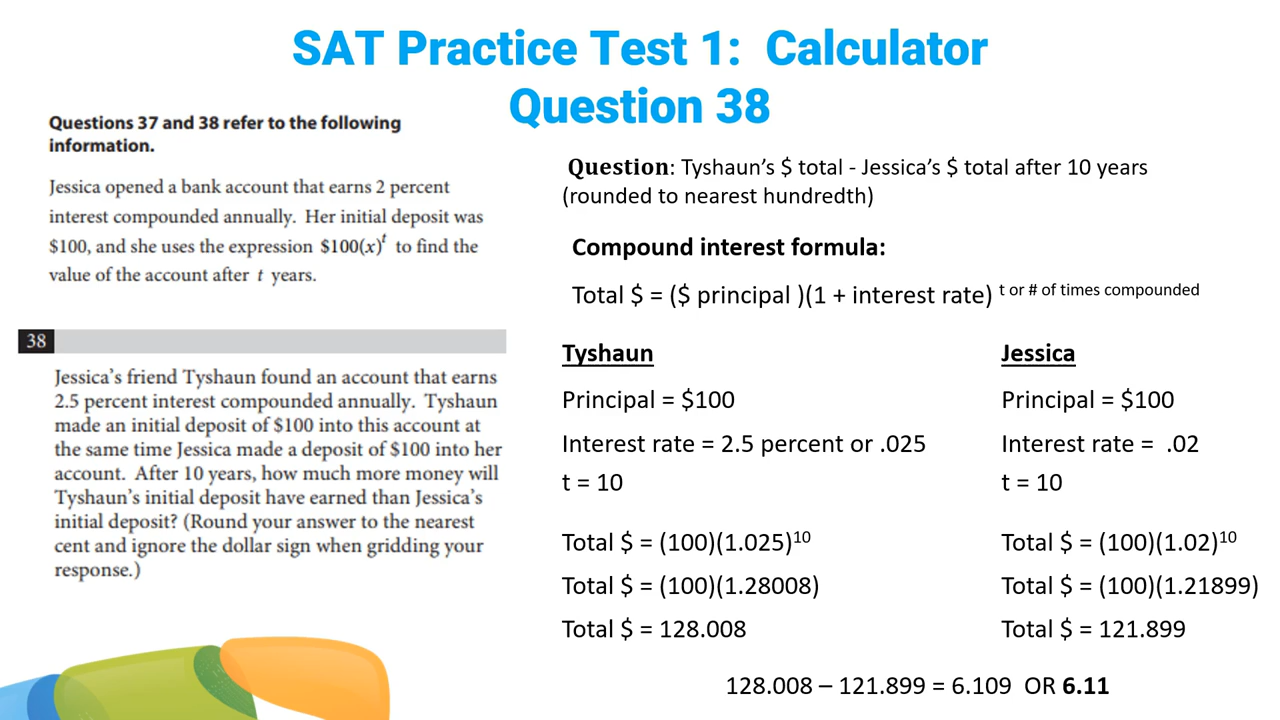 SAT Practice Test 1:  Calculator
Question 38
Questions 37 and 38 refer to the following
information.
Jessica opened a bank account that earns 2 percent
interest compounded annually.  Her initial deposit was
$100, and she uses the expression $100(x)^t to find the
value of the account after t years.
38
Jessica's friend Tyshaun found an account that earns
2.5 percent interest compounded annually.  Tyshaun
made an initial deposit of $100 into this account at
the same time Jessica made a deposit of $100 into her
account.  After 10 years, how much more money will
Tyshaun's initial deposit have earned than Jessica's
initial deposit? (Round your answer to the nearest
cent and ignore the dollar sign when gridding your
response.)
Question: Tyshaun's $ total - Jessica's $ total after 10 years
(rounded to nearest hundredth)
Compound interest formula:
Total $ = ($ principal )(1 + interest rate) ^t or # of times compounded
Tyshaun
Principal = $100
Interest rate = 2.5 percent or .025
t = 10
Total $ = (100)(1.025)¹⁰
Total $ = (100)(1.28008)
Total $ = 128.008
Jessica
Principal = $100
Interest rate =  .02
t = 10
Total $ = (100)(1.02)¹⁰
Total $ = (100)(1.21899)
Total $ = 121.899
128.008 – 121.899 = 6.109  OR 6.11